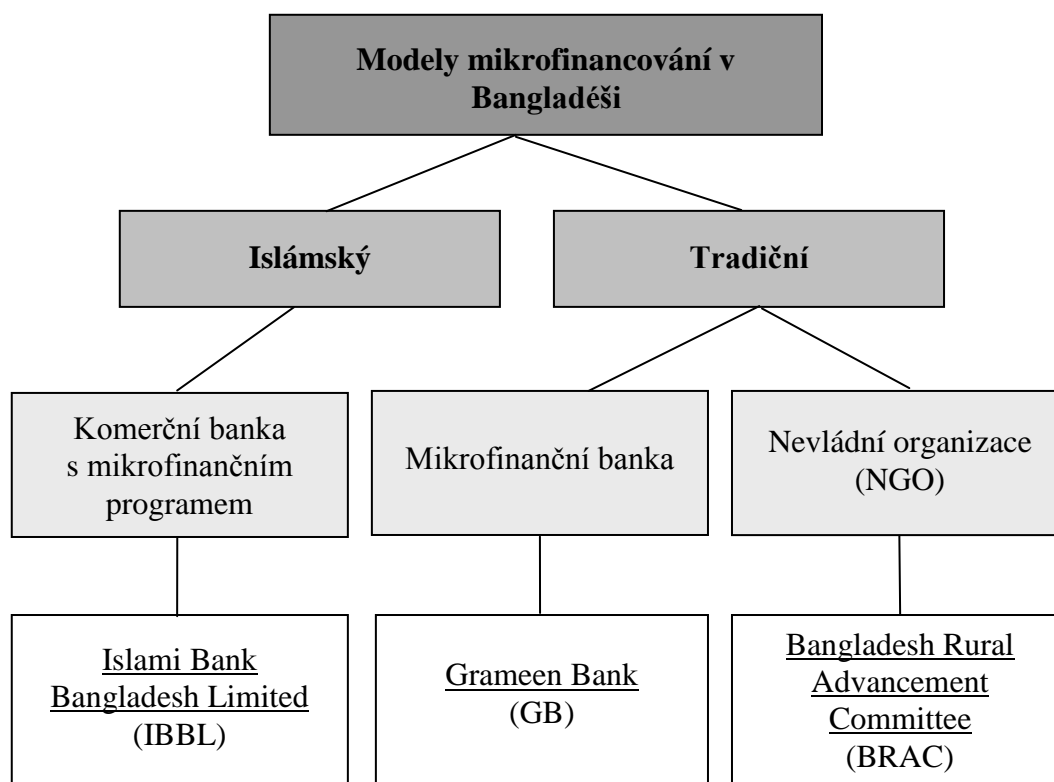 Modely mikrofinancování v
Bangladéši
Islámský
Tradiční
Komerční banka
s mikrofinančním
programem
Mikrofinanční banka
Nevládní organizace
(NGO)
Islami Bank
Bangladesh Limited
(IBBL)
Grameen Bank
(GB)
Bangladesh Rural
Advancement
Committee
(BRAC)